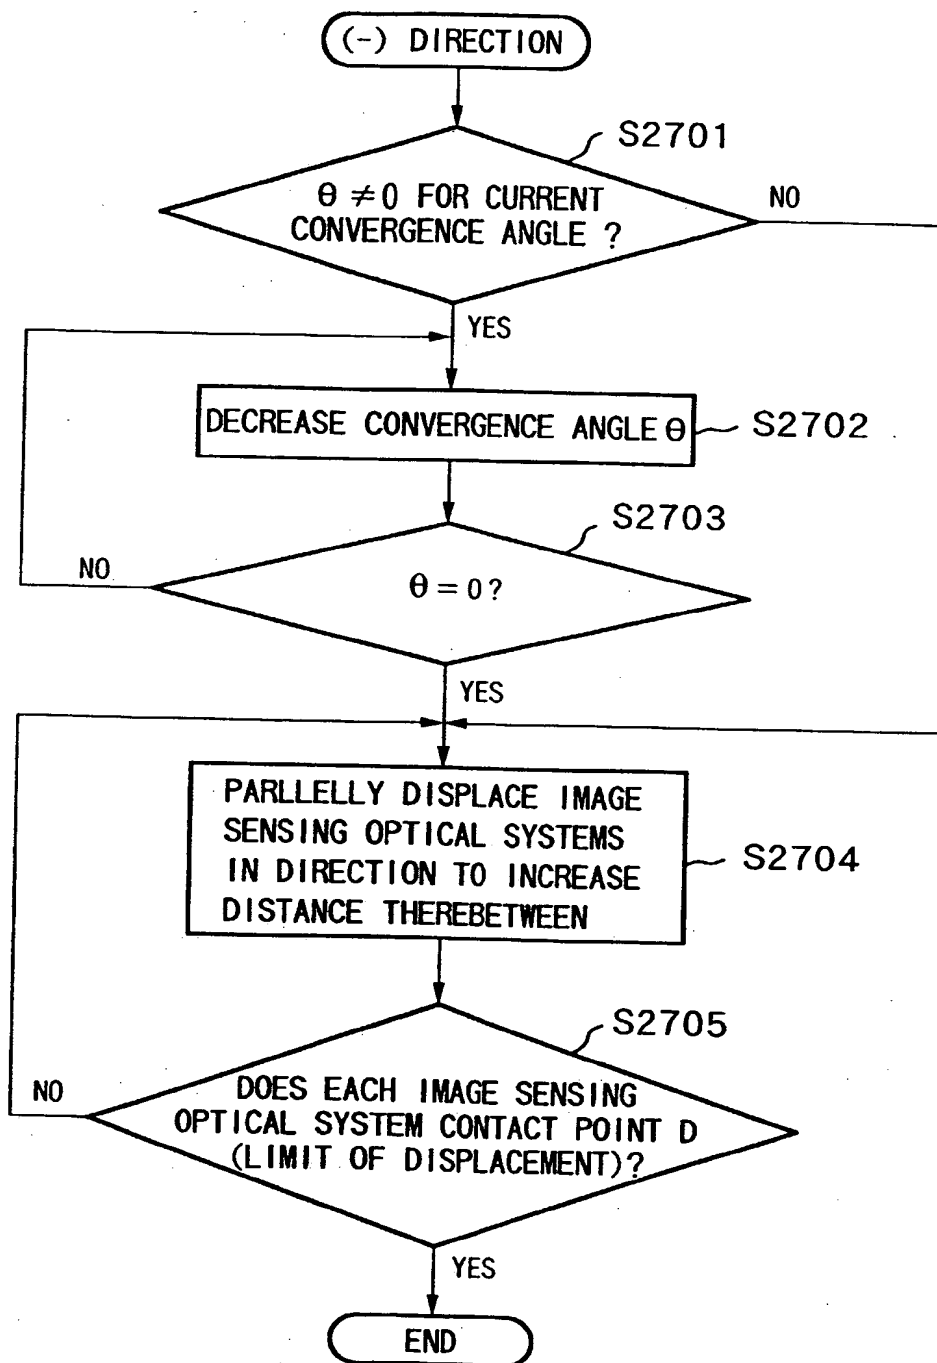 (-) DIRECTION
S2701
θ ≠0 FOR CURRENT
CONVERGENCE ANGLE ?
NO
YES
DECREASE CONVERGENCE ANGLE θ
S2702
S2703
θ = 0 ?
NO
YES
PARLLELLY DISPLACE IMAGE
SENSING OPTICAL SYSTEMS
IN DIRECTION TO INCREASE
DISTANCE THEREBETWEEN
S2704
S2705
DOES EACH IMAGE SENSING
OPTICAL SYSTEM CONTACT POINT D
(LIMIT OF DISPLACEMENT)?
NO
YES
END